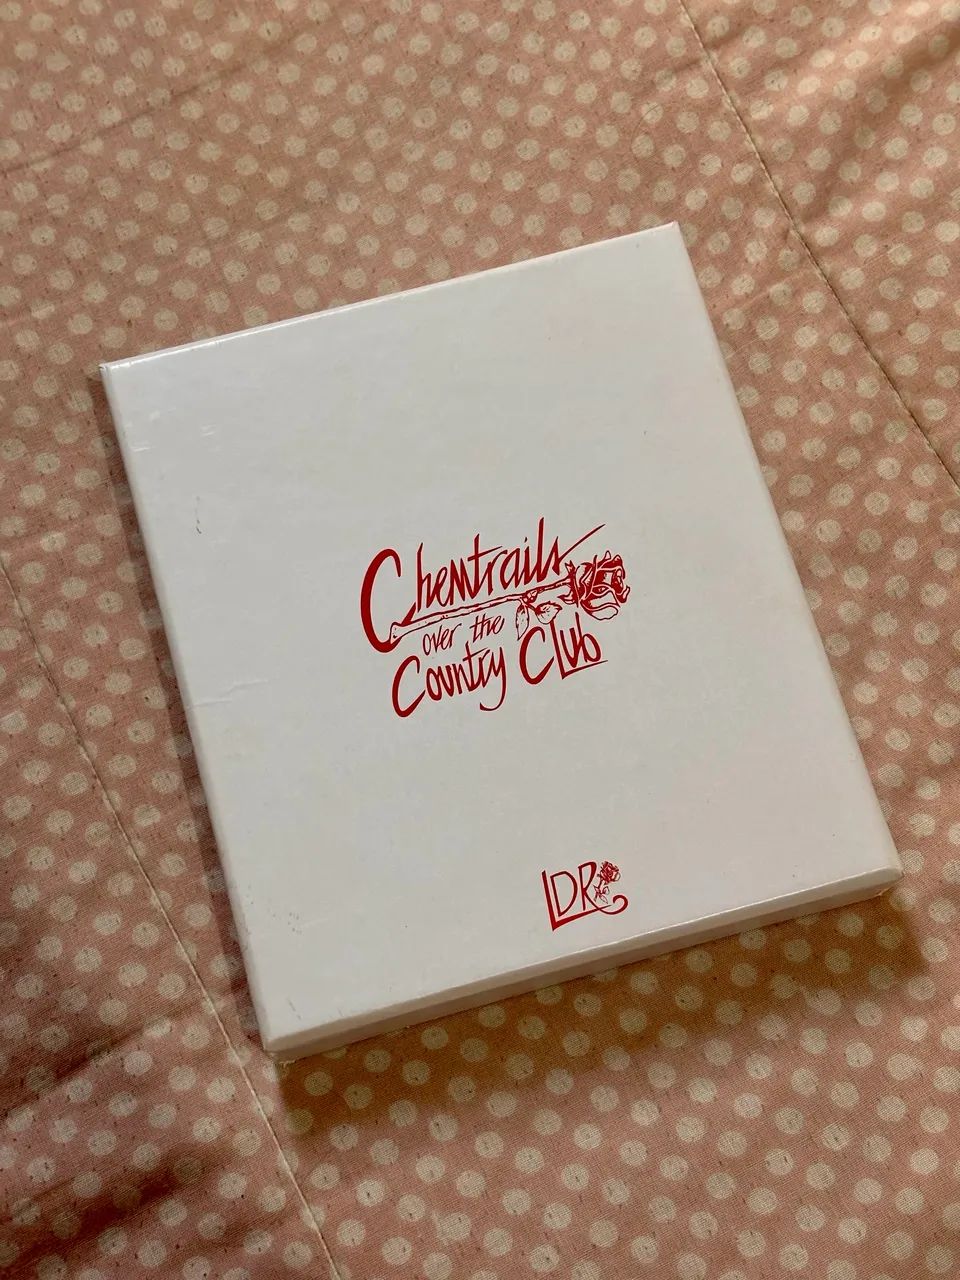 Chemtrails
over the
Country Club
LDR